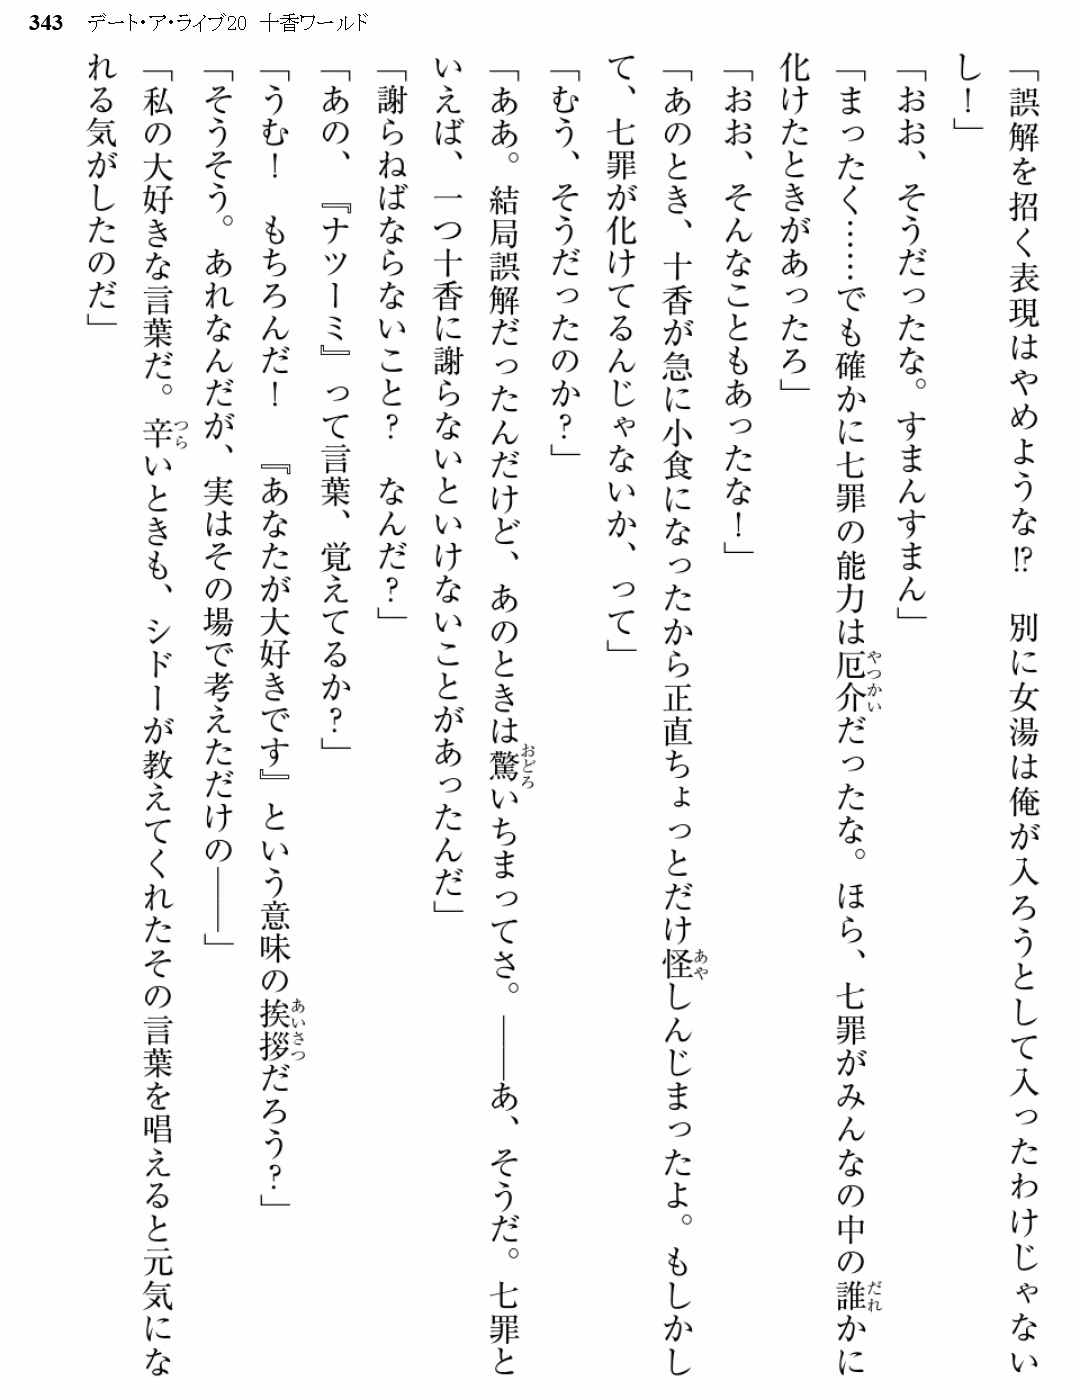 343 デート・ア・ライブ20 十香ワールド
「誤解を招く表現はやめような!? 別に女湯は俺が入ろうとして入ったわけじゃない
し！」
「おお、そうだったな。すまんすまん」
「まったく……でも確かに七罪の能力は厄介だったな。ほら、七罪がみんなの中の誰かに
化けたときがあったろ」
「おお、そんなこともあったな！」
「あのとき、十香が急に小食になったから正直ちょっとだけ怪しんじまったよ。もしかし
て、七罪が化けてるんじゃないか、って」
「むう、そうだったのか？」
「ああ。結局誤解だったんだけど、あのときは驚いちまってさ。――あ、そうだ。七罪と
いえば、一つ十香に謝らないといけないことがあったんだ」
「謝らねばならないこと？ なんだ？」
「あの、『ナツーミ』って言葉、覚えてるか？」
「うむ！ もちろんだ！ 『あなたが大好きです』という意味の挨拶だろう？」
「そうそう。あれなんだが、実はその場で考えただけの――」
「私の大好きな言葉だ。辛いときも、シドーが教えてくれたその言葉を唱えると元気にな
れる気がしたのだ」